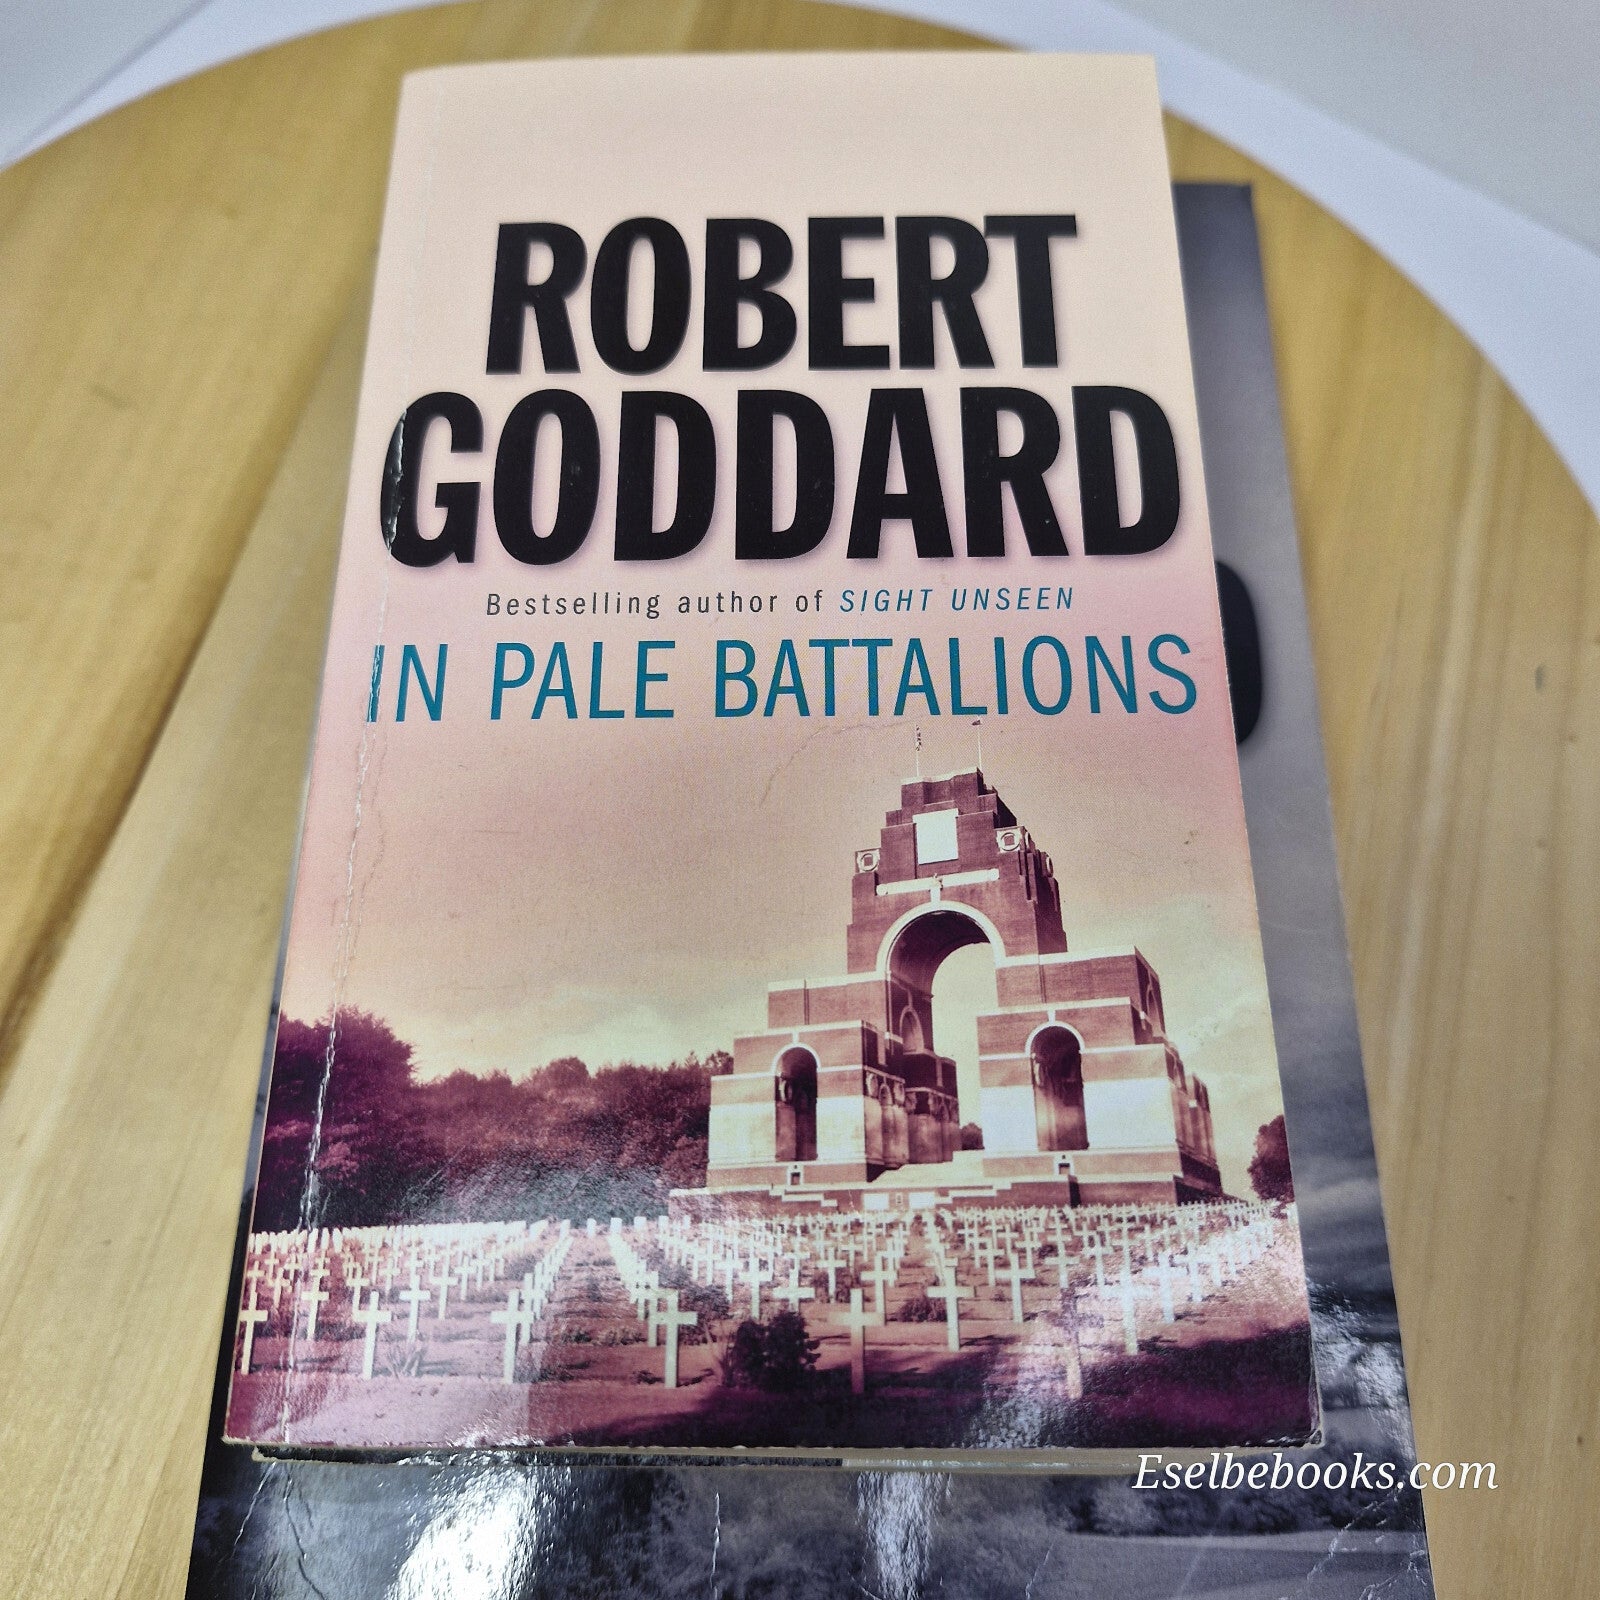 ROBERT
GODDARD
Bestselling author of SIGHT UNSEEN
IN PALE BATTALIONS
Eselbebooks.com